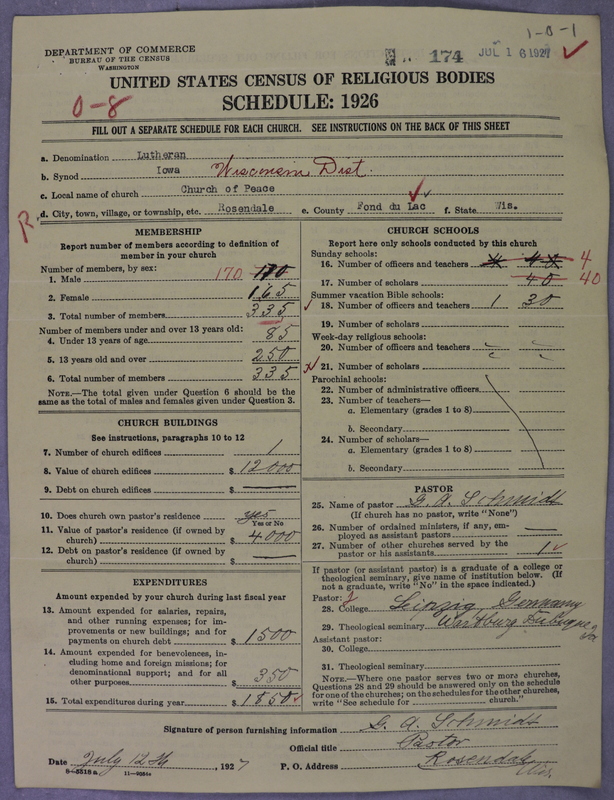 1-0-1
DEPARTMENT OF COMMERCE
BUREAU OF THE CENSUS
WASHINGTON
174 JUL 16 1927
UNITED STATES CENSUS OF RELIGIOUS BODIES
0-8
SCHEDULE: 1926
FILL OUT A SEPARATE SCHEDULE FOR EACH CHURCH. SEE INSTRUCTIONS ON THE BACK OF THIS SHEET
a. Denomination Lutheran
b. Synod Iowa Wisconsin Dist.
c. Local name of church Church of Peace
R d. City, town, village, or township, etc. Rosendale e. County Fond du Lac f. State Wis.
MEMBERSHIP
Report number of members according to definition of
member in your church
Number of members, by sex:
1. Male 170 170
2. Female 165
3. Total number of members 335
Number of members under and over 13 years old:
4. Under 13 years of age 85
5. 13 years old and over 250
6. Total number of members 335
NOTE.—The total given under Question 6 should be
the same as the total of males and females given under Question 3.
CHURCH BUILDINGS
See instructions, paragraphs 10 to 12
7. Number of church edifices 1
8. Value of church edifices $ 12000
9. Debt on church edifices $ —
10. Does church own pastor's residence yes
Yes or No
11. Value of pastor's residence (if owned by
church) $ 4000
12. Debt on pastor's residence (if owned by
church) $ —
EXPENDITURES
Amount expended by your church during last fiscal year
13. Amount expended for salaries, repairs,
and other running expenses; for im-
provements or new buildings; and for
payments on church debt $ 1500
14. Amount expended for benevolences, in-
cluding home and foreign missions; for
denominational support; and for all
other purposes $ 350
15. Total expenditures during year $ 1850
CHURCH SCHOOLS
Report here only schools conducted by this church
Sunday schools:
16. Number of officers and teachers 4
17. Number of scholars 40 40
Summer vacation Bible schools:
18. Number of officers and teachers 1 30
19. Number of scholars
Week-day religious schools:
20. Number of officers and teachers
21. Number of scholars
Parochial schools:
22. Number of administrative officers
23. Number of teachers—
a. Elementary (grades 1 to 8)
b. Secondary
24. Number of scholars—
a. Elementary (grades 1 to 8)
b. Secondary
PASTOR
25. Name of pastor G. A. Schmidt
(If church has no pastor, write "None")
26. Number of ordained ministers, if any, em-
ployed as assistant pastors —
27. Number of other churches served by the
pastor or his assistants 1
If pastor (or assistant pastor) is a graduate of a college or
theological seminary, give name of institution below. (If
not a graduate, write "No" in the space indicated.)
Pastor:
28. College Leipzig, Germany
29. Theological seminary Wartburg, Dubuque, Ia
Assistant pastor:
30. College
31. Theological seminary
NOTE.—Where one pastor serves two or more churches,
Questions 28 and 29 should be answered only on the schedule
for one of the churches; on the schedules for the other churches,
write "See schedule for church."
Signature of person furnishing information G. A. Schmidt
Official title Pastor
Date July 12th, 1927 P. O. Address Rosendale
Wis.
8-5318a 11-9054